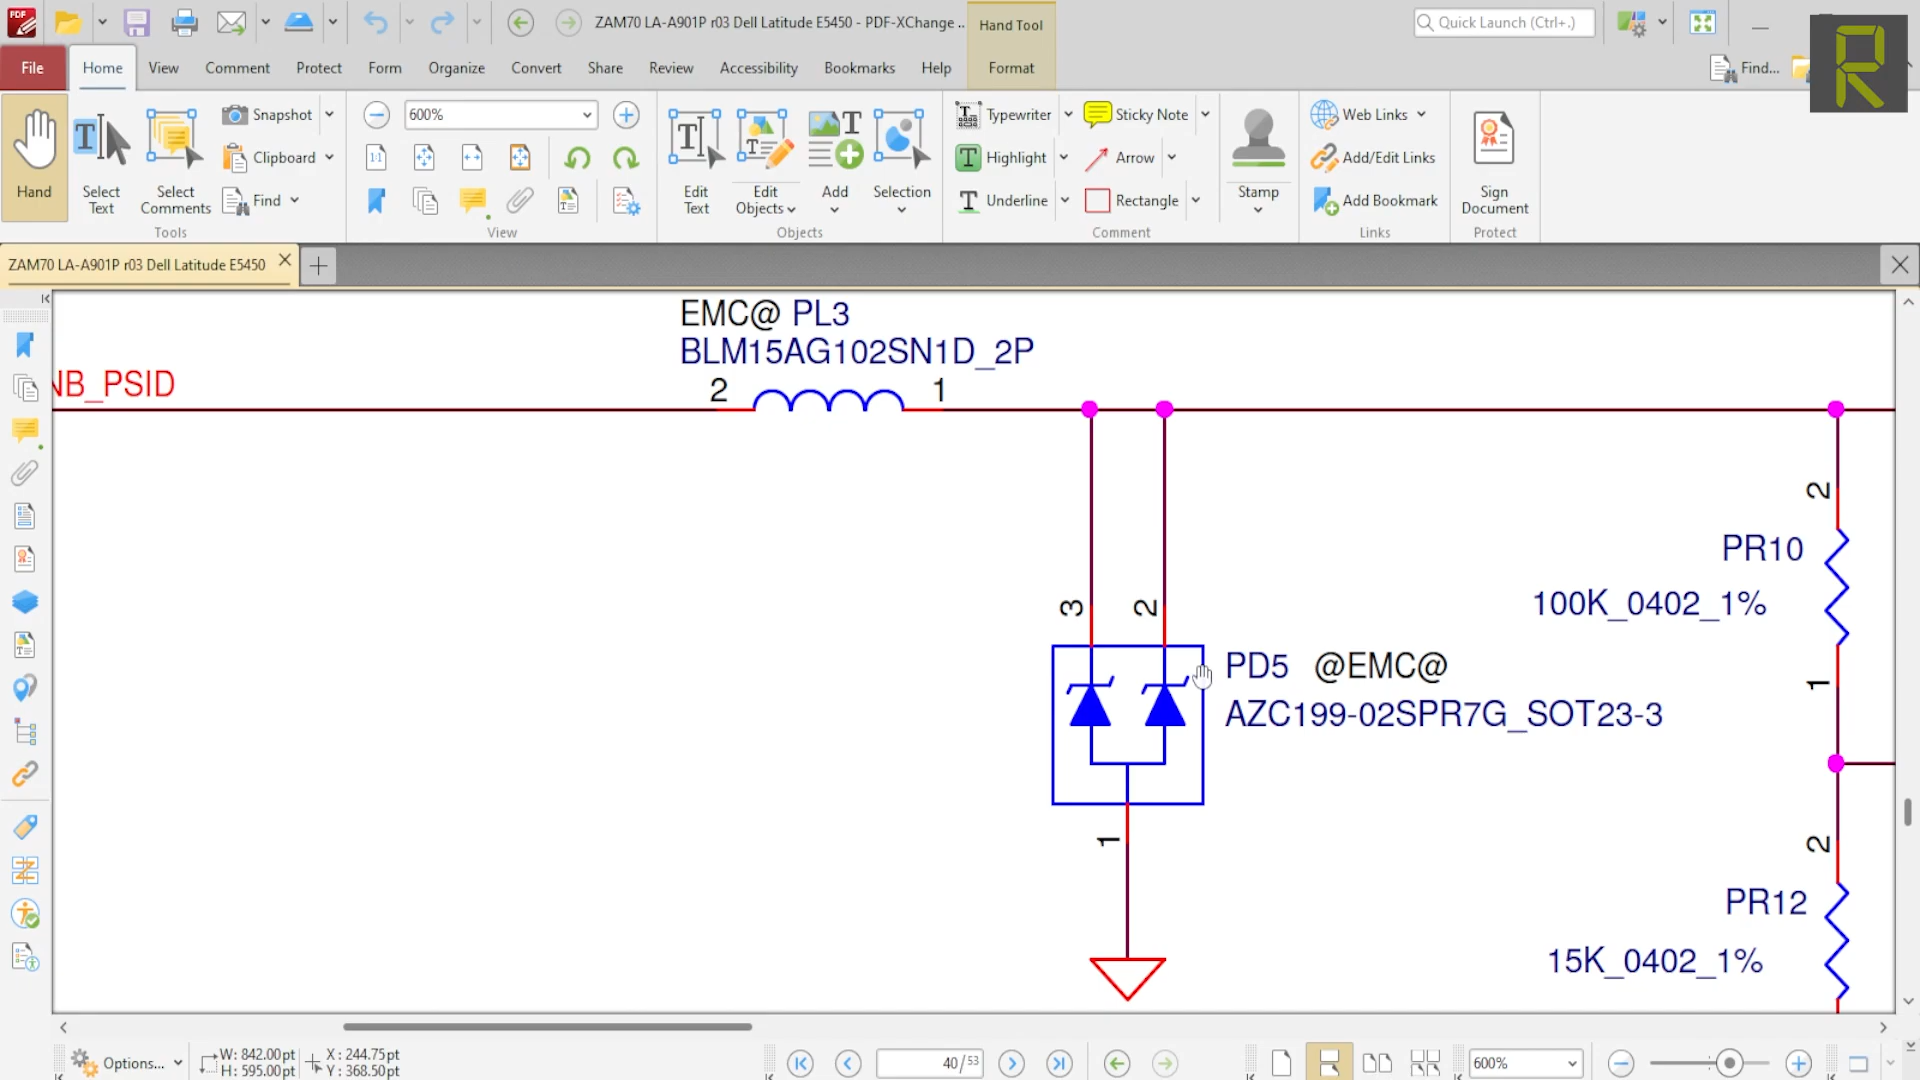 ZAM70 LA-A901P r03 Dell Latitude E5450 - PDF-XChange ..
Hand Tool
Quick Launch (Ctrl+.)
File
Home
View
Comment
Protect
Form
Organize
Convert
Share
Review
Accessibility
Bookmarks
Help
Format
Find...
R
Hand
Select
Text
Select
Comments
Snapshot
Clipboard
Find
Tools
600%
View
Edit
Text
Edit
Objects
Add
Selection
Objects
Typewriter
Highlight
Underline
Sticky Note
Arrow
Rectangle
Stamp
Comment
Web Links
Add/Edit Links
Add Bookmark
Links
Sign
Document
Protect
ZAM70 LA-A901P r03 Dell Latitude E5450
EMC@ PL3
BLM15AG102SN1D_2P
NB_PSID
2
1
2
PR10
100K_0402_1%
3
2
PD5 @EMC@
AZC199-02SPR7G_SOT23-3
1
1
2
PR12
15K_0402_1%
Options...
W: 842.00pt
H: 595.00pt
X: 244.75pt
Y: 368.50pt
40/53
600%